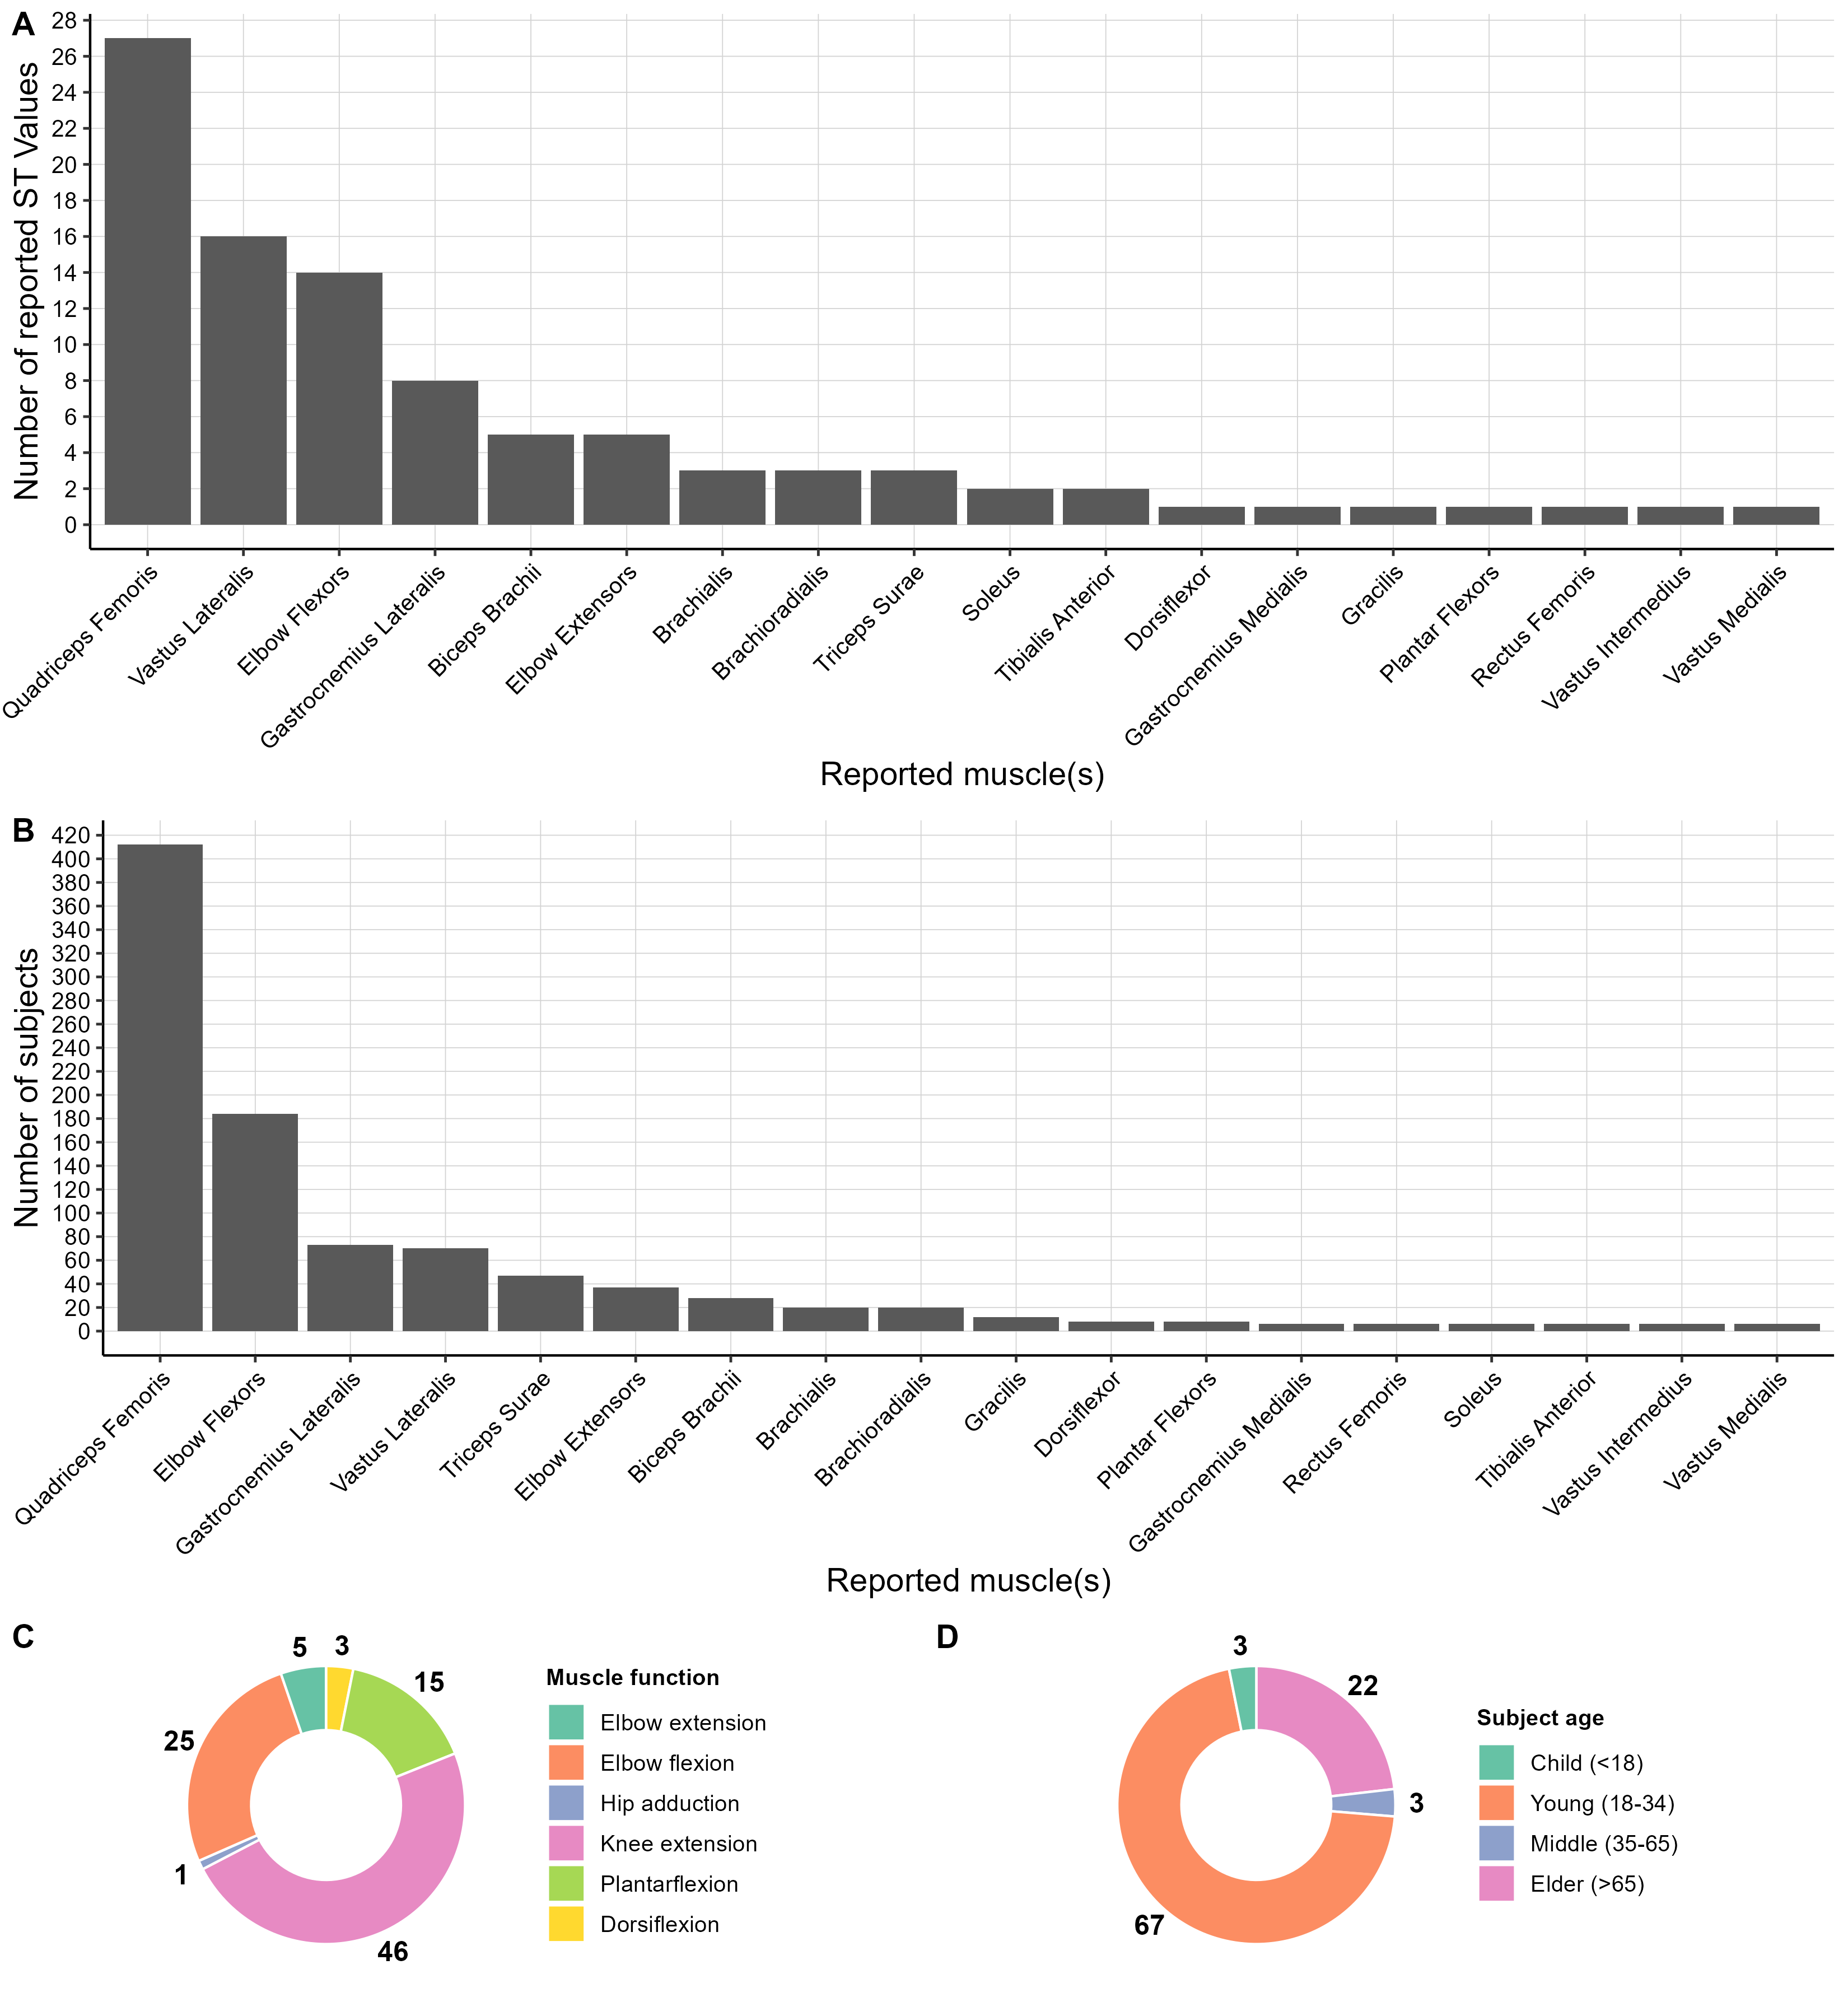 A
Number of reported ST Values
28
26
24
22
20
18
16
14
12
10
8
6
4
2
0
Quadriceps Femoris
Vastus Lateralis
Elbow Flexors
Gastrocnemius Lateralis
Biceps Brachii
Elbow Extensors
Brachialis
Brachioradialis
Triceps Surae
Soleus
Tibialis Anterior
Dorsiflexor
Gastrocnemius Medialis
Gracilis
Plantar Flexors
Rectus Femoris
Vastus Intermedius
Vastus Medialis
Reported muscle(s)
B
Number of subjects
420
400
380
360
340
320
300
280
260
240
220
200
180
160
140
120
100
80
60
40
20
0
Quadriceps Femoris
Elbow Flexors
Gastrocnemius Lateralis
Vastus Lateralis
Triceps Surae
Elbow Extensors
Biceps Brachii
Brachialis
Brachioradialis
Gracilis
Dorsiflexor
Plantar Flexors
Gastrocnemius Medialis
Rectus Femoris
Soleus
Tibialis Anterior
Vastus Intermedius
Vastus Medialis
Reported muscle(s)
C
5
3
15
25
1
46
Muscle function
Elbow extension
Elbow flexion
Hip adduction
Knee extension
Plantarflexion
Dorsiflexion
D
3
22
3
67
Subject age
Child (<18)
Young (18-34)
Middle (35-65)
Elder (>65)